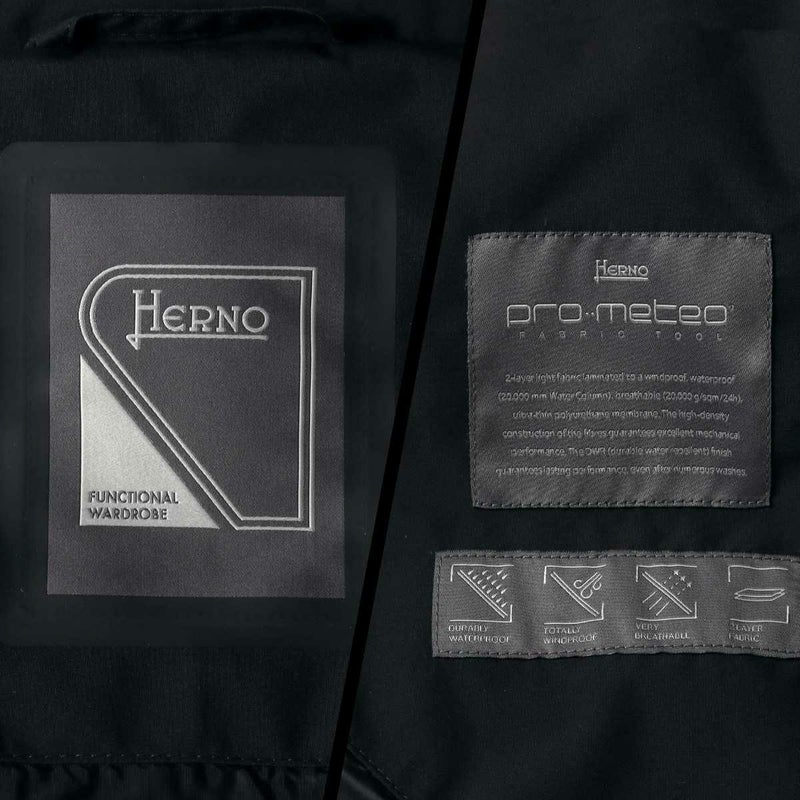 HERNO
FUNCTIONAL
WARDROBE
HERNO
pro··meteo
FABRIC TOOL
2-layer light fabric laminated to a windproof, waterproof
(20.000 mm Water Column), breathable (20.000 g/sqm/24h),
ultra-thin polyurethane membrane. The high-density
construction of the fibres guarantees excellent mechanical
performance. The DWR (durable water repellent) finish
guarantees lasting performance, even after numerous washes.
DURABLY
WATERPROOF
TOTALLY
WINDPROOF
VERY
BREATHABLE
LAYER
FABRIC